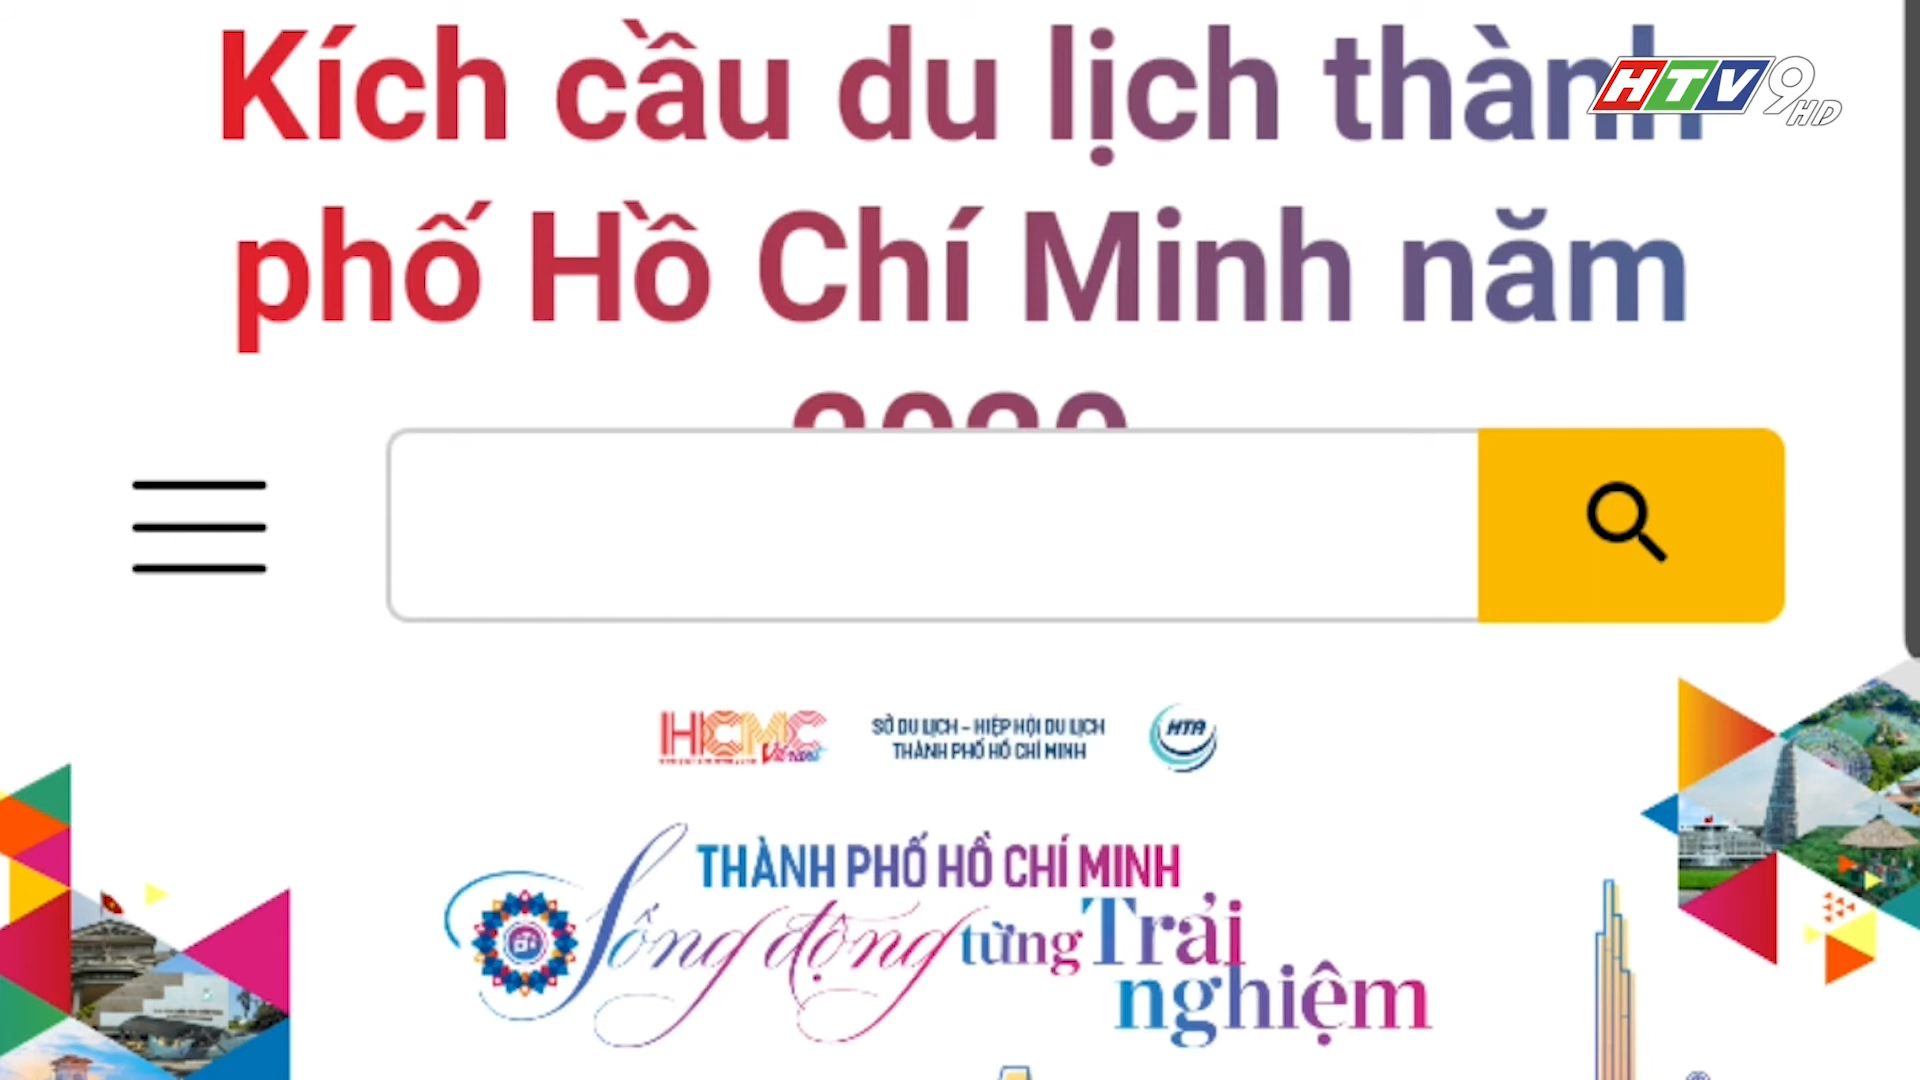 Kích cầu du lịch thành
phố Hồ Chí Minh năm
HTV9
HD
HCMC
Vietnam
SỞ DU LỊCH - HIỆP HỘI DU LỊCH
THÀNH PHỐ HỒ CHÍ MINH
HTA
THÀNH PHỐ HỒ CHÍ MINH
Sống động từng Trải
nghiệm